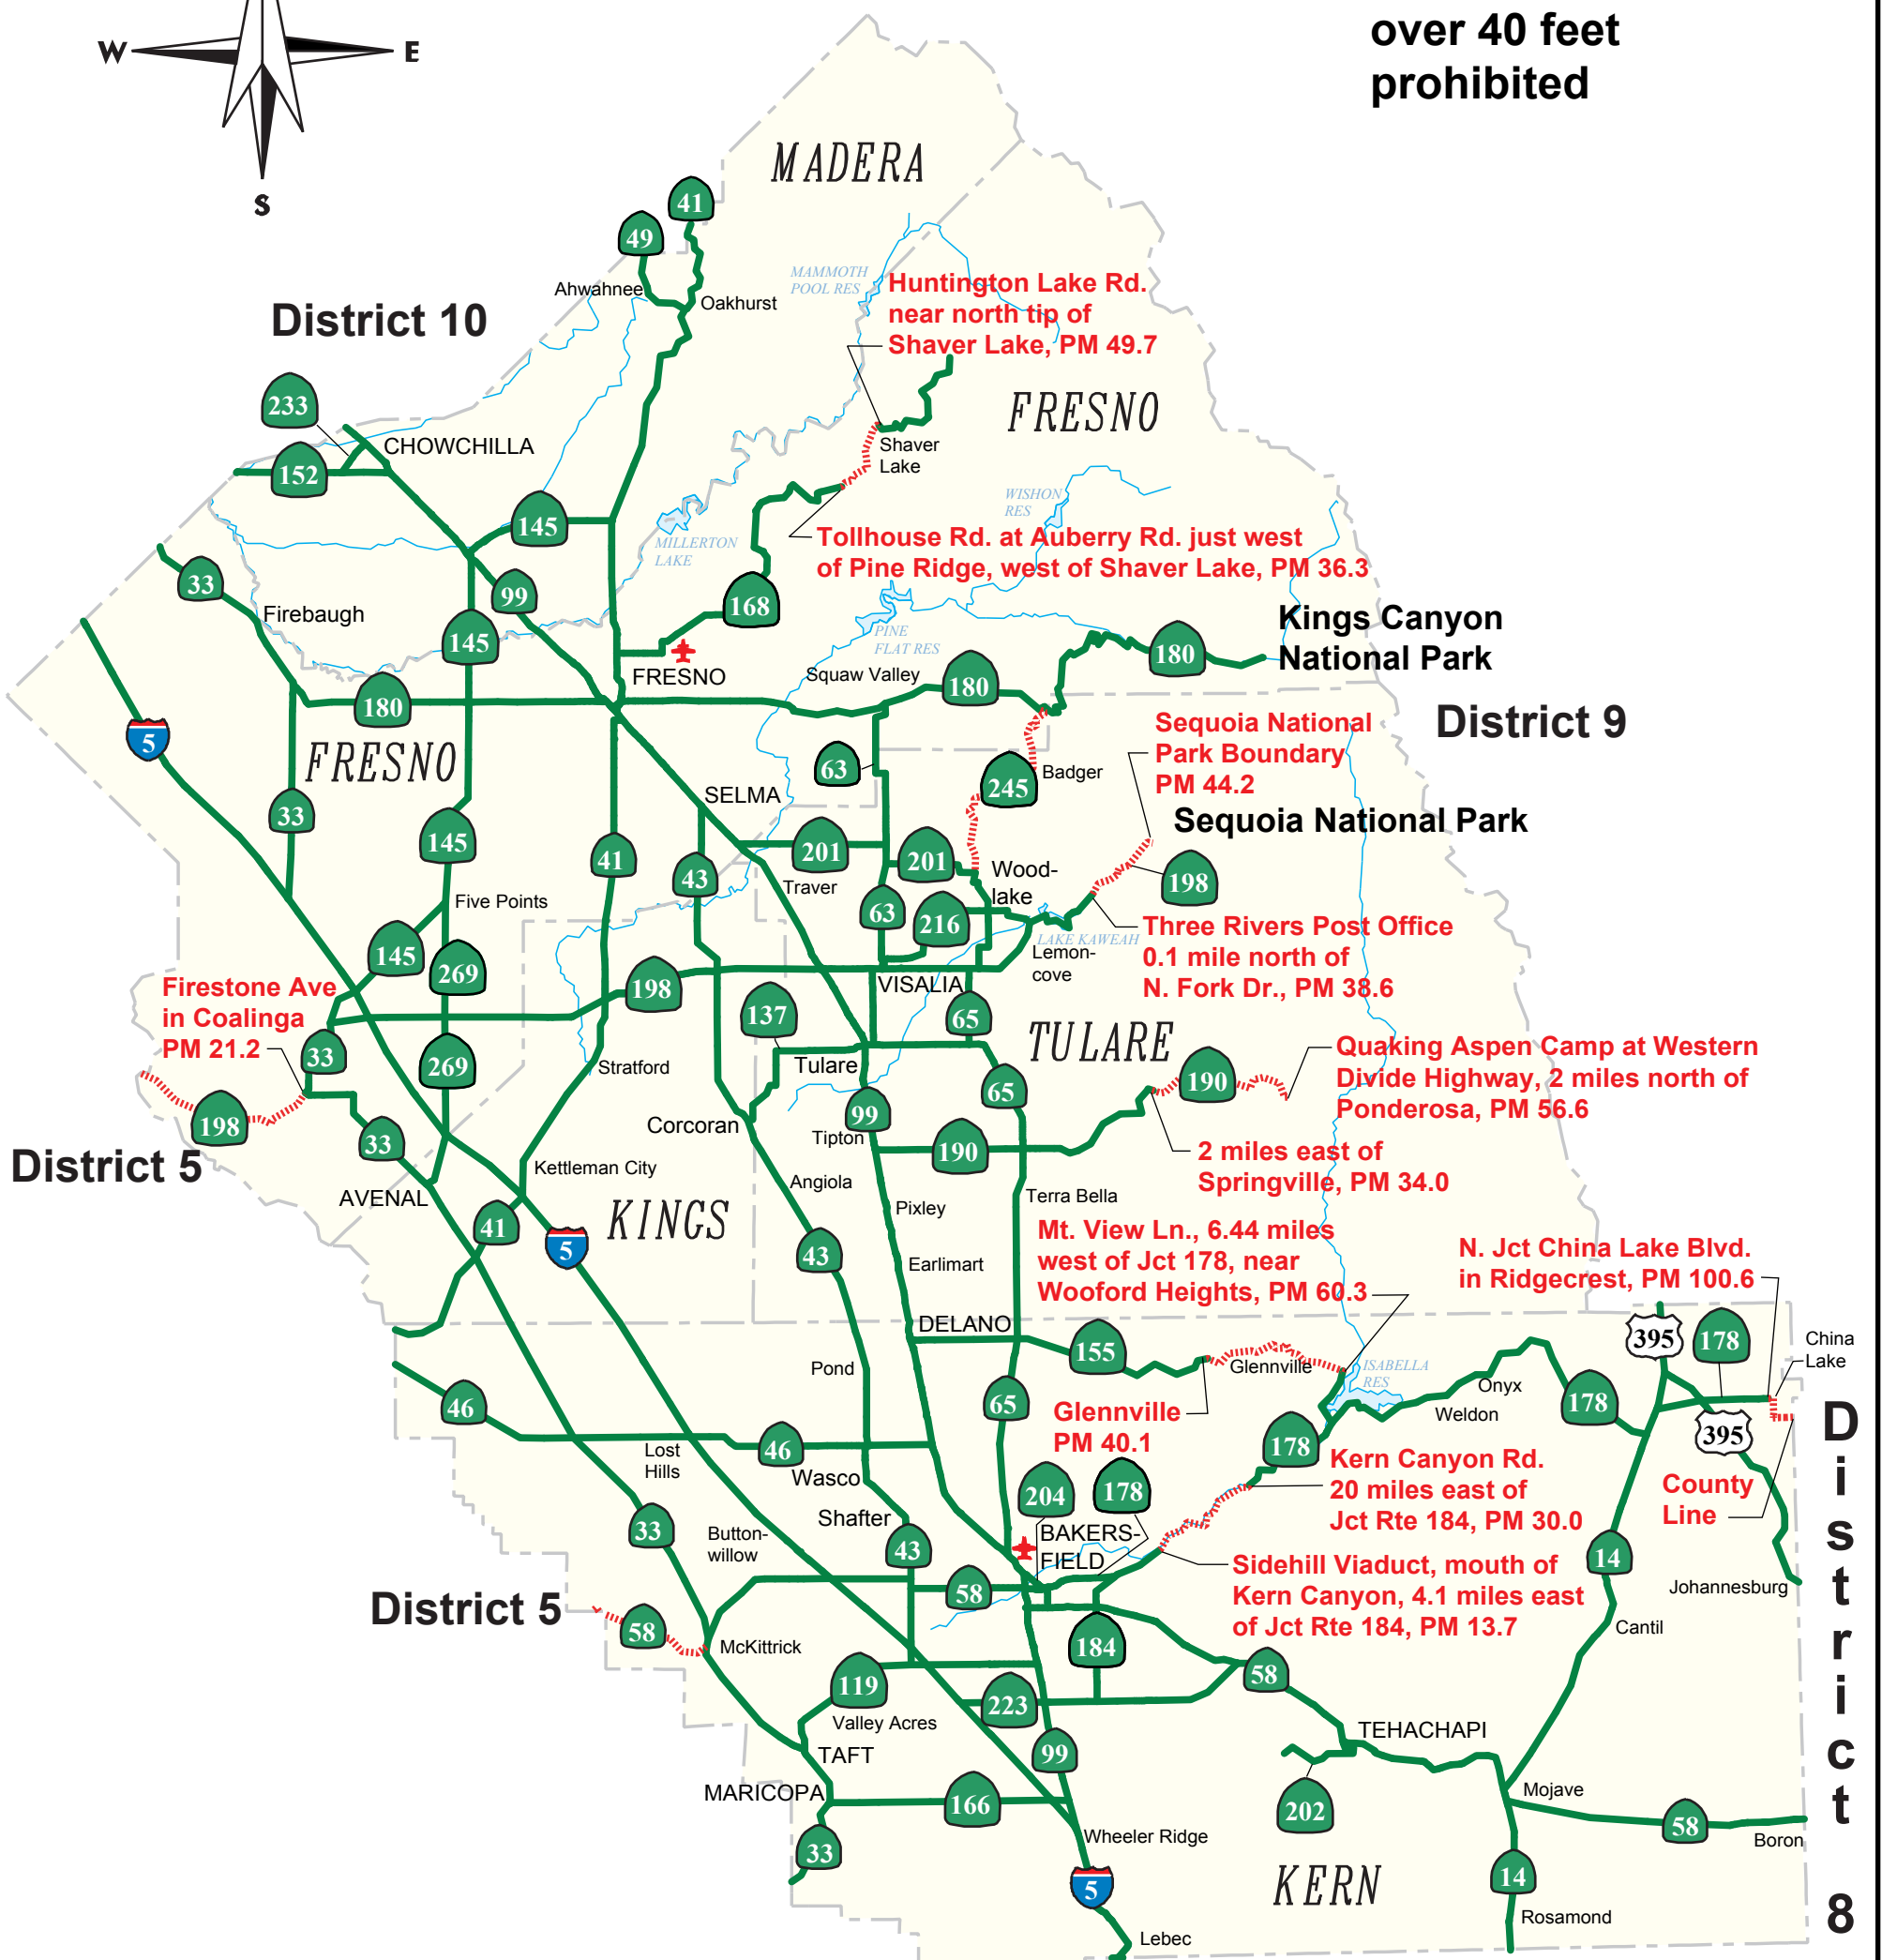 over 40 feet
prohibited
W
E
S
MADERA
41
49
MAMMOTH
POOL RES
Huntington Lake Rd.
near north tip of
Shaver Lake, PM 49.7
Ahwahnee
Oakhurst
District 10
233
FRESNO
CHOWCHILLA
Shaver
Lake
152
WISHON
RES
145
Tollhouse Rd. at Auberry Rd. just west
of Pine Ridge, west of Shaver Lake, PM 36.3
MILLERTON
LAKE
33
99
168
Firebaugh
Kings Canyon
National Park
145
PINE
FLAT RES
180
FRESNO
Squaw Valley
180
180
5
District 9
Sequoia National
Park Boundary
PM 44.2
FRESNO
63
Badger
245
SELMA
33
Sequoia National Park
145
41
201
201
43
Traver
Wood-
lake
198
Five Points
63
216
Three Rivers Post Office
0.1 mile north of
N. Fork Dr., PM 38.6
LAKE KAWEAH
145
269
Lemon-
cove
Firestone Ave
in Coalinga
PM 21.2
198
VISALIA
137
65
TULARE
33
269
Stratford
Tulare
Quaking Aspen Camp at Western
Divide Highway, 2 miles north of
Ponderosa, PM 56.6
190
65
198
99
Corcoran
Tipton
33
190
2 miles east of
Springville, PM 34.0
District 5
Kettleman City
Angiola
AVENAL
Terra Bella
KINGS
Pixley
41
5
43
Mt. View Ln., 6.44 miles
west of Jct 178, near
Wooford Heights, PM 60.3
Earlimart
N. Jct China Lake Blvd.
in Ridgecrest, PM 100.6
DELANO
155
395
178
China
Lake
Pond
Glennville
ISABELLA
RES
Onyx
46
65
Weldon
178
Glennville
PM 40.1
395
Lost
Hills
46
178
Wasco
Kern Canyon Rd.
20 miles east of
Jct Rte 184, PM 30.0
County
Line
204
178
Shafter
33
Button-
willow
BAKERS-
FIELD
43
14
Sidehill Viaduct, mouth of
Kern Canyon, 4.1 miles east
of Jct Rte 184, PM 13.7
Johannesburg
58
District 5
58
McKittrick
184
Cantil
58
119
223
Valley Acres
TAFT
99
TEHACHAPI
MARICOPA
166
202
Mojave
58
Boron
33
Wheeler Ridge
5
KERN
14
Rosamond
Lebec
District 8